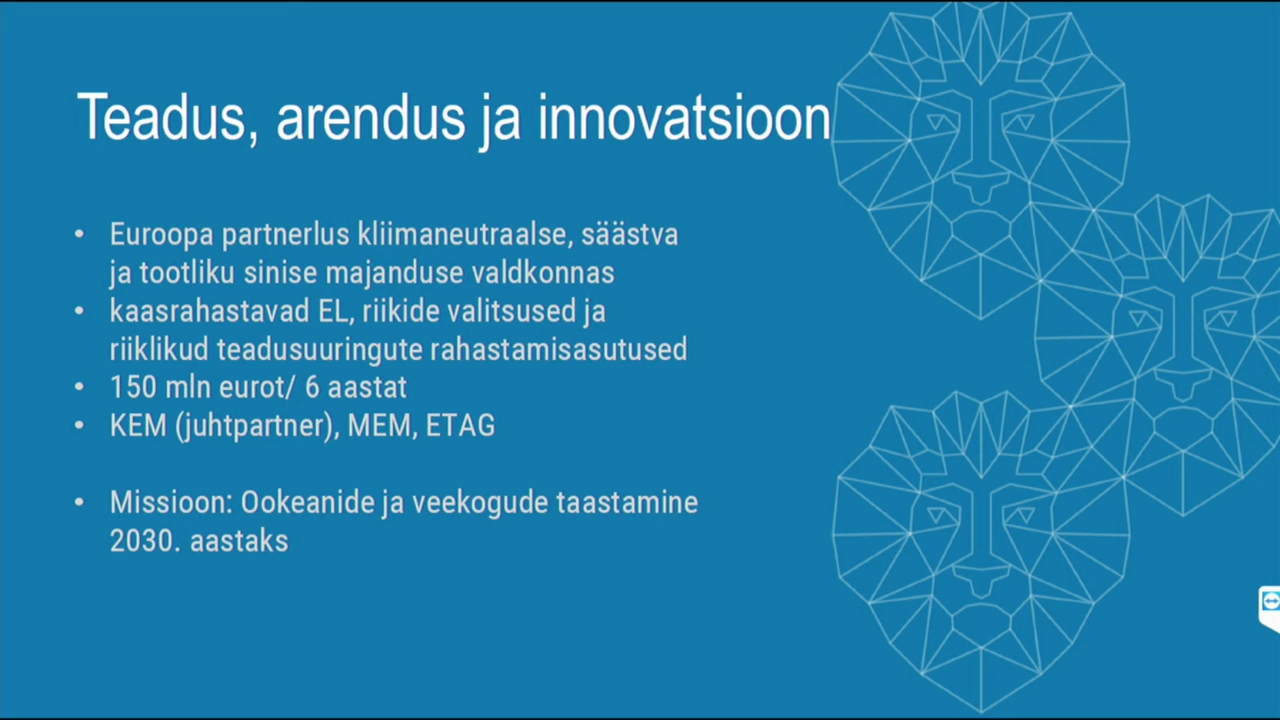 Teadus, arendus ja innovatsioon
• Euroopa partnerlus kliimaneutraalse, säästva
ja tootliku sinise majanduse valdkonnas
• kaasrahastavad EL, riikide valitsused ja
riiklikud teadusuuringute rahastamisasutused
• 150 mln eurot/ 6 aastat
• KEM (juhtpartner), MEM, ETAG
• Missioon: Ookeanide ja veekogude taastamine
2030. aastaks